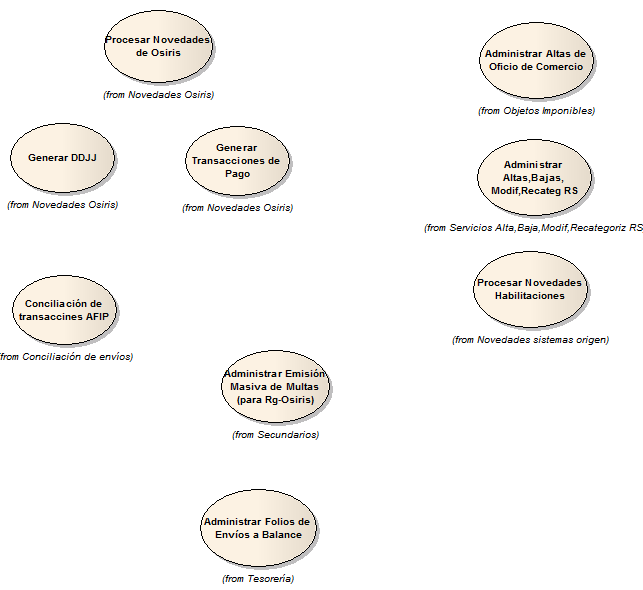 Procesar Novedades
de Osiris
(from Novedades Osiris)
Administrar Altas de
Oficio de Comercio
(from Objetos Imponibles)
Generar DDJJ
(from Novedades Osiris)
Generar
Transacciones de
Pago
(from Novedades Osiris)
Administrar
Altas,Bajas,
Modif,Recateg RS
(from Servicios Alta,Baja,Modif,Recategoriz RS
Conciliación de
transaccines AFIP
from Conciliación de envíos)
Procesar Novedades
Habilitaciones
(from Novedades sistemas origen)
Administrar Emisión
Masiva de Multas
(para Rg-Osiris)
(from Secundarios)
Administrar Folios de
Envíos a Balance
(from Tesorería)